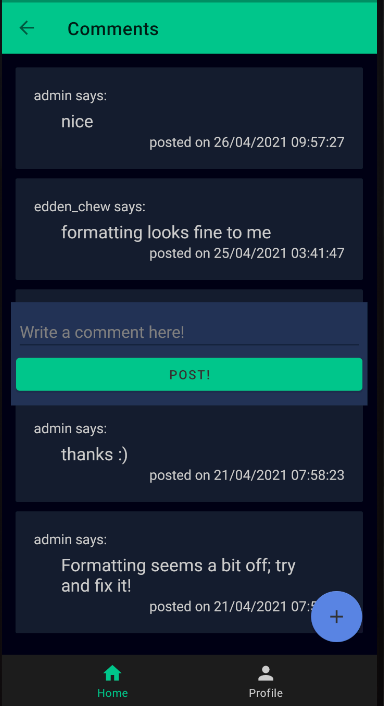 Comments
admin says:
nice
posted on 26/04/2021 09:57:27
edden_chew says:
formatting looks fine to me
posted on 25/04/2021 03:41:47
Write a comment here!
POST!
admin says:
thanks :)
posted on 21/04/2021 07:58:23
admin says:
Formatting seems a bit off; try
and fix it!
posted on 21/04/2021
+
Home
Profile